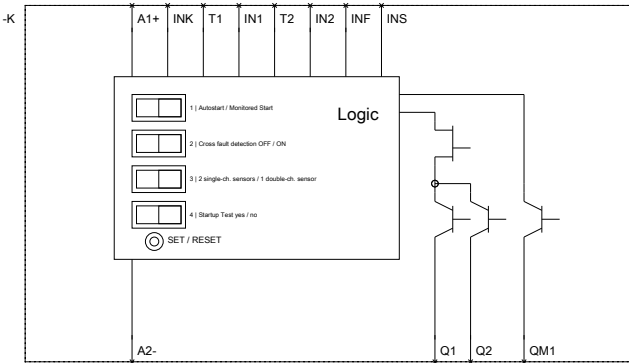 -K
A1+ INK T1 IN1 T2 IN2 INF INS
Logic
1 | Autostart / Monitored Start
2 | Cross fault detection OFF / ON
3 | 2 single-ch. sensors / 1 double-ch. sensor
4 | Startup Test yes / no
SET / RESET
A2- Q1 Q2 QM1